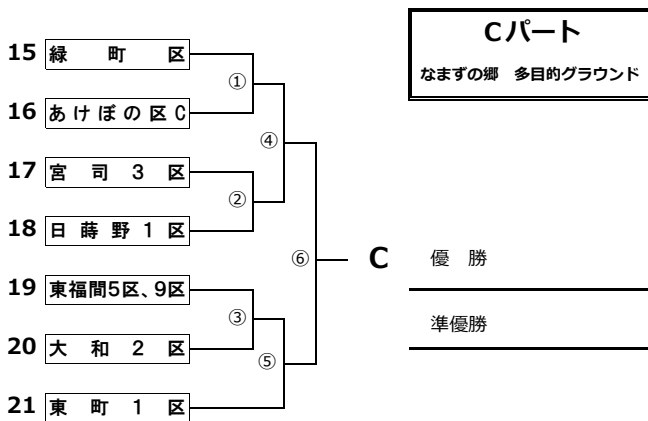 Cパート
なまずの郷 多目的グラウンド
15 緑町区
①
16 あけぼの区C
④
17 宮司3区
②
18 日蒔野1区
⑥ C 優勝
19 東福間5区、9区
③
準優勝
20 大和2区
⑤
21 東町1区